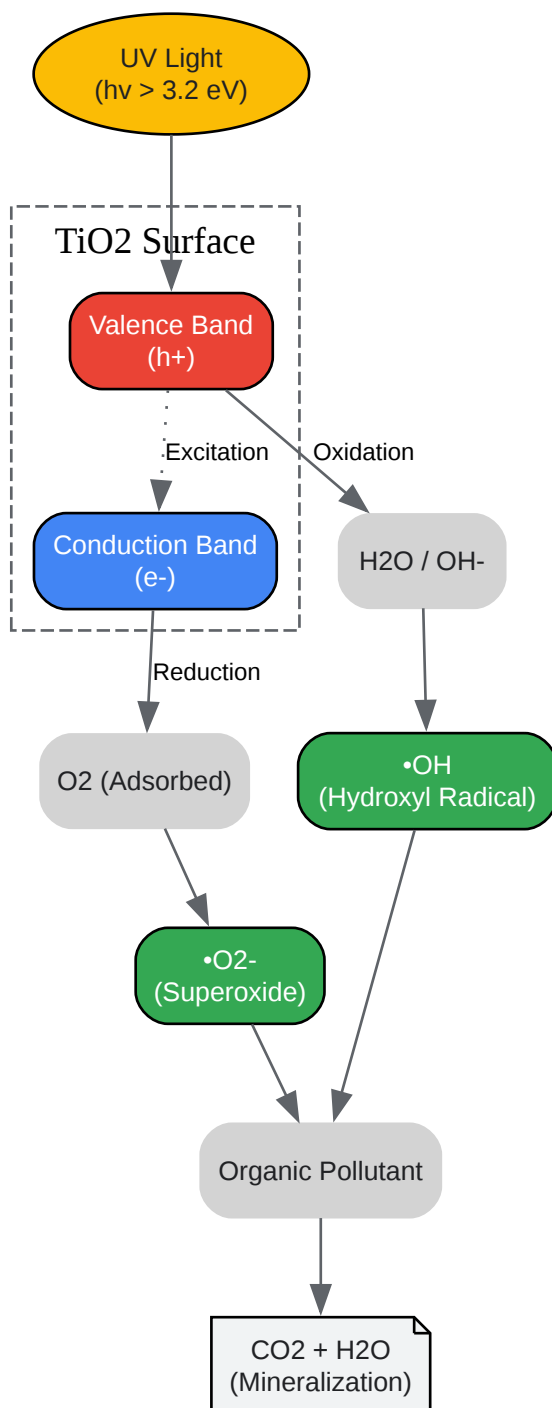 UV Light
(hv > 3.2 eV)
TiO2 Surface
Valence Band
(h+)
Excitation
Oxidation
Conduction Band
(e-)
H2O / OH-
Reduction
O2 (Adsorbed)
•OH
(Hydroxyl Radical)
•O2-
(Superoxide)
Organic Pollutant
CO2 + H2O
(Mineralization)